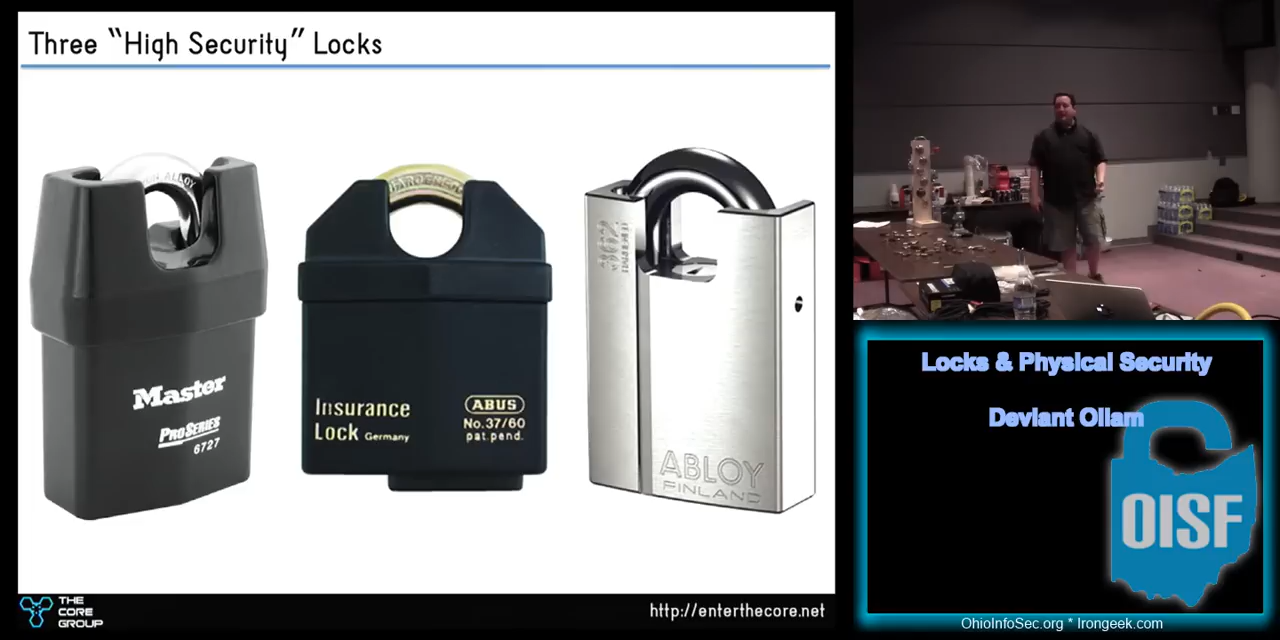 Three “High Security” Locks
Master
PRO SERIES
6727
HARDENED
Insurance
Lock Germany
ABUS
No.37/60
pat.pend.
ABLOY
FINLAND
THE
CORE
GROUP
http://enterthecore.net
Locks & Physical Security
Deviant Ollam
OISF
OhioInfoSec.org * Irongeek.com